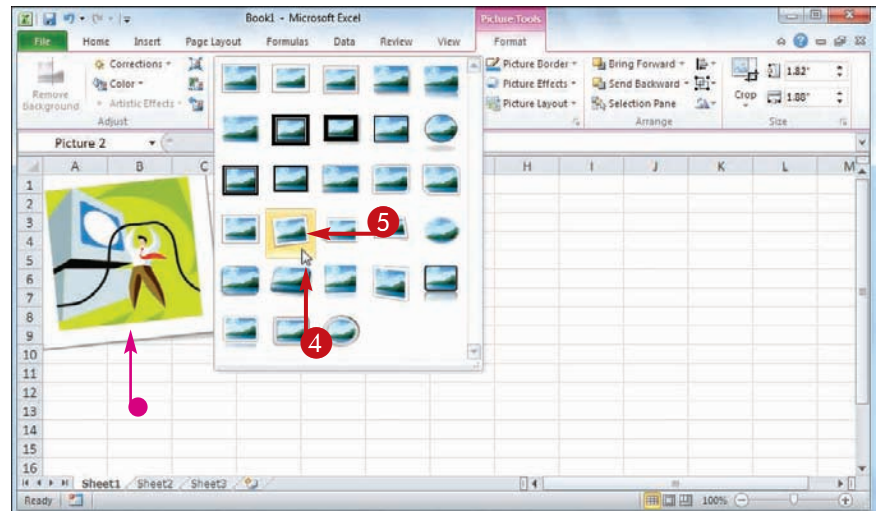 Book1 - Microsoft Excel
Picture Tools
File Home Insert Page Layout Formulas Data Review View Format
Remove Background
Corrections
Color
Artistic Effects
Adjust
Picture Border
Picture Effects
Picture Layout
Bring Forward
Send Backward
Selection Pane
Arrange
Crop
1.82"
1.88"
Size
Picture 2
A B C H I J K L M
1
2
3
4
5
6
7
8
9
10
11
12
13
14
15
16
5
4
Sheet1 Sheet2 Sheet3
Ready
100%